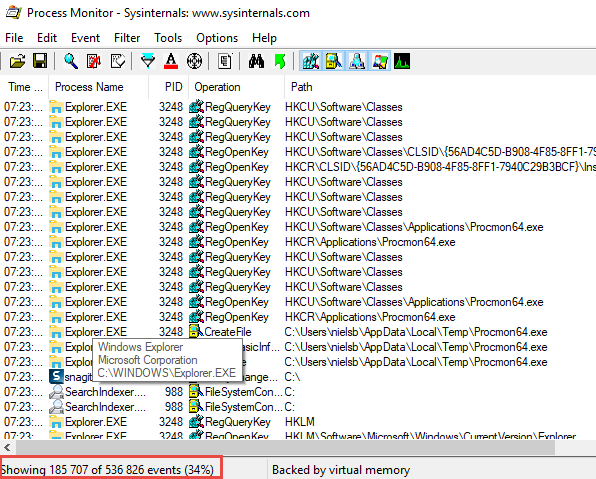 Process Monitor - Sysinternals: www.sysinternals.com
File Edit Event Filter Tools Options Help
Time ... Process Name PID Operation Path
07:23:... Explorer.EXE 3248 RegQueryKey HKCU\Software\Classes
07:23:... Explorer.EXE 3248 RegQueryKey HKCU\Software\Classes
07:23:... Explorer.EXE 3248 RegQueryKey HKCU\Software\Classes
07:23:... Explorer.EXE 3248 RegOpenKey HKCU\Software\Classes\CLSID\{56AD4C5D-B908-4F85-8FF1-7940
07:23:... Explorer.EXE 3248 RegOpenKey HKCR\CLSID\{56AD4C5D-B908-4F85-8FF1-7940C29B3BCF}\Ins
07:23:... Explorer.EXE 3248 RegQueryKey HKCU\Software\Classes
07:23:... Explorer.EXE 3248 RegQueryKey HKCU\Software\Classes
07:23:... Explorer.EXE 3248 RegQueryKey HKCU\Software\Classes
07:23:... Explorer.EXE 3248 RegOpenKey HKCU\Software\Classes\Applications\Procmon64.exe
07:23:... Explorer.EXE 3248 RegOpenKey HKCR\Applications\Procmon64.exe
07:23:... Explorer.EXE 3248 RegQueryKey HKCU\Software\Classes
07:23:... Explorer.EXE 3248 RegQueryKey HKCU\Software\Classes
07:23:... Explorer.EXE 3248 RegQueryKey HKCU\Software\Classes
07:23:... Explorer.EXE 3248 RegOpenKey HKCU\Software\Classes\Applications\Procmon64.exe
07:23:... Explorer.EXE 3248 RegOpenKey HKCR\Applications\Procmon64.exe
07:23:... Explorer.EXE 3248 CreateFile C:\Users\nielsb\AppData\Local\Temp\Procmon64.exe
07:23:... Explo asicInf... C:\Users\nielsb\AppData\Local\Temp\Procmon64.exe
07:23:... Explo C:\Users\nielsb\AppData\Local\Temp\Procmon64.exe
Windows Explorer
Microsoft Corporation
C:\WINDOWS\Explorer.EXE
07:23:... snagit ange... C:\
07:23:... SearchIndexer.... 988 FileSystemCon... C:
07:23:... SearchIndexer.... 988 FileSystemCon... C:
07:23:... Explorer.EXE 3248 RegQueryKey HKLM
07:23:... Explorer.EXE 3248 RegOpenKey HKLM\Software\Microsoft\Windows\CurrentVersion\Explorer
Showing 185 707 of 536 826 events (34%) Backed by virtual memory